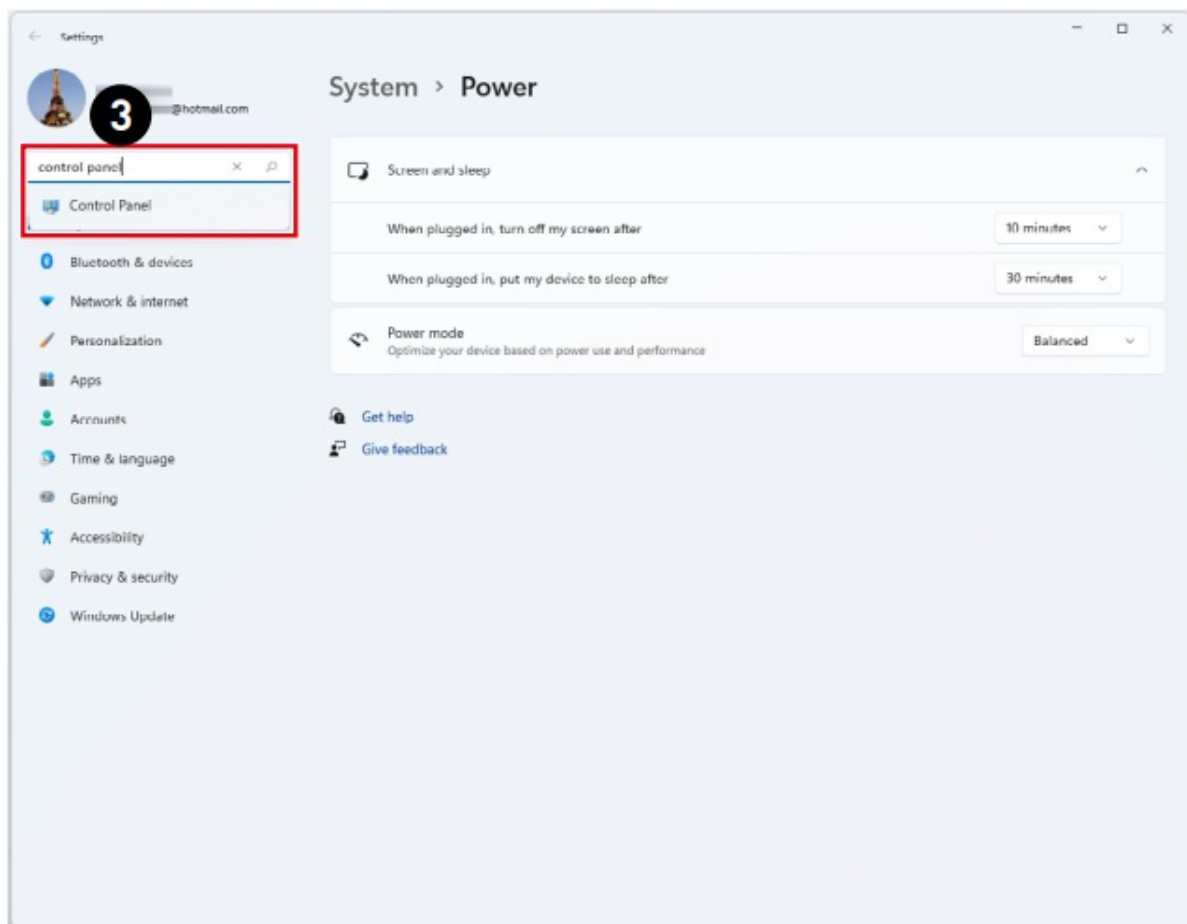 Settings
@hotmail.com
3
control panel
Control Panel
Bluetooth & devices
Network & internet
Personalization
Apps
Accounts
Time & language
Gaming
Accessibility
Privacy & security
Windows Update
System > Power
Screen and sleep
When plugged in, turn off my screen after 10 minutes
When plugged in, put my device to sleep after 30 minutes
Power mode
Optimize your device based on power use and performance
Balanced
Get help
Give feedback